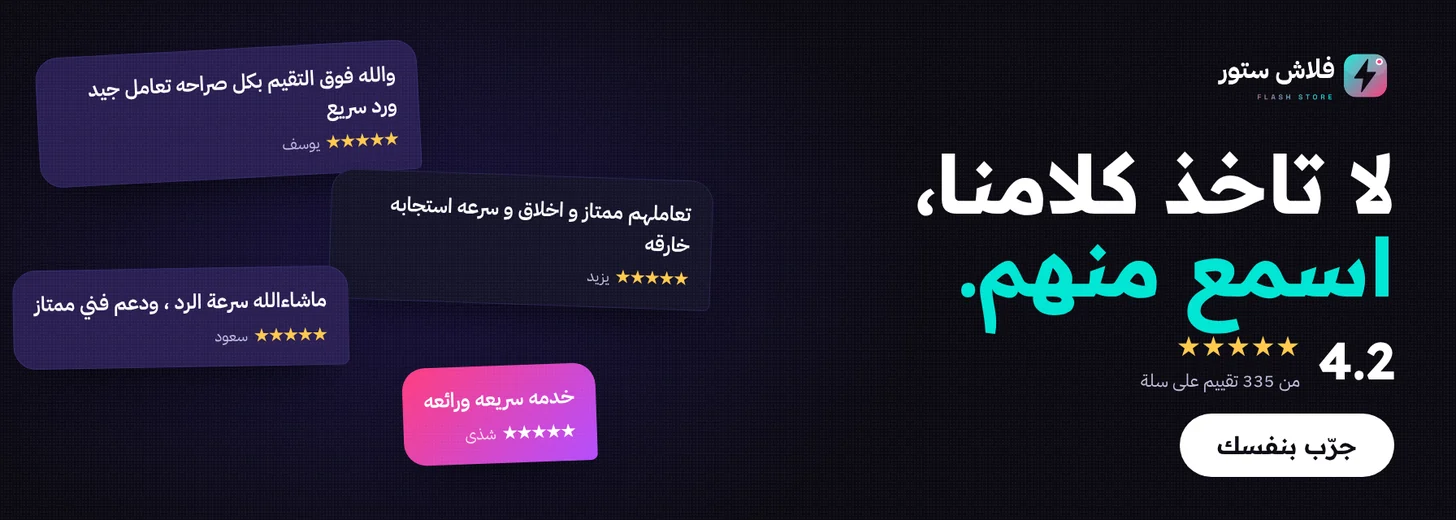 فلاش ستور
FLASH STORE
لا تاخذ كلامنا،
اسمع منهم.
4.2
من 335 تقييم على سلة
جرّب بنفسك
والله فوق التقيم بكل صراحه تعامل جيد
ورد سريع
يوسف
تعاملهم ممتاز و اخلاق و سرعه استجابه
خارقه
يزيد
ماشاءالله سرعة الرد ، ودعم فني ممتاز
سعود
خدمه سريعه ورائعه
شذى